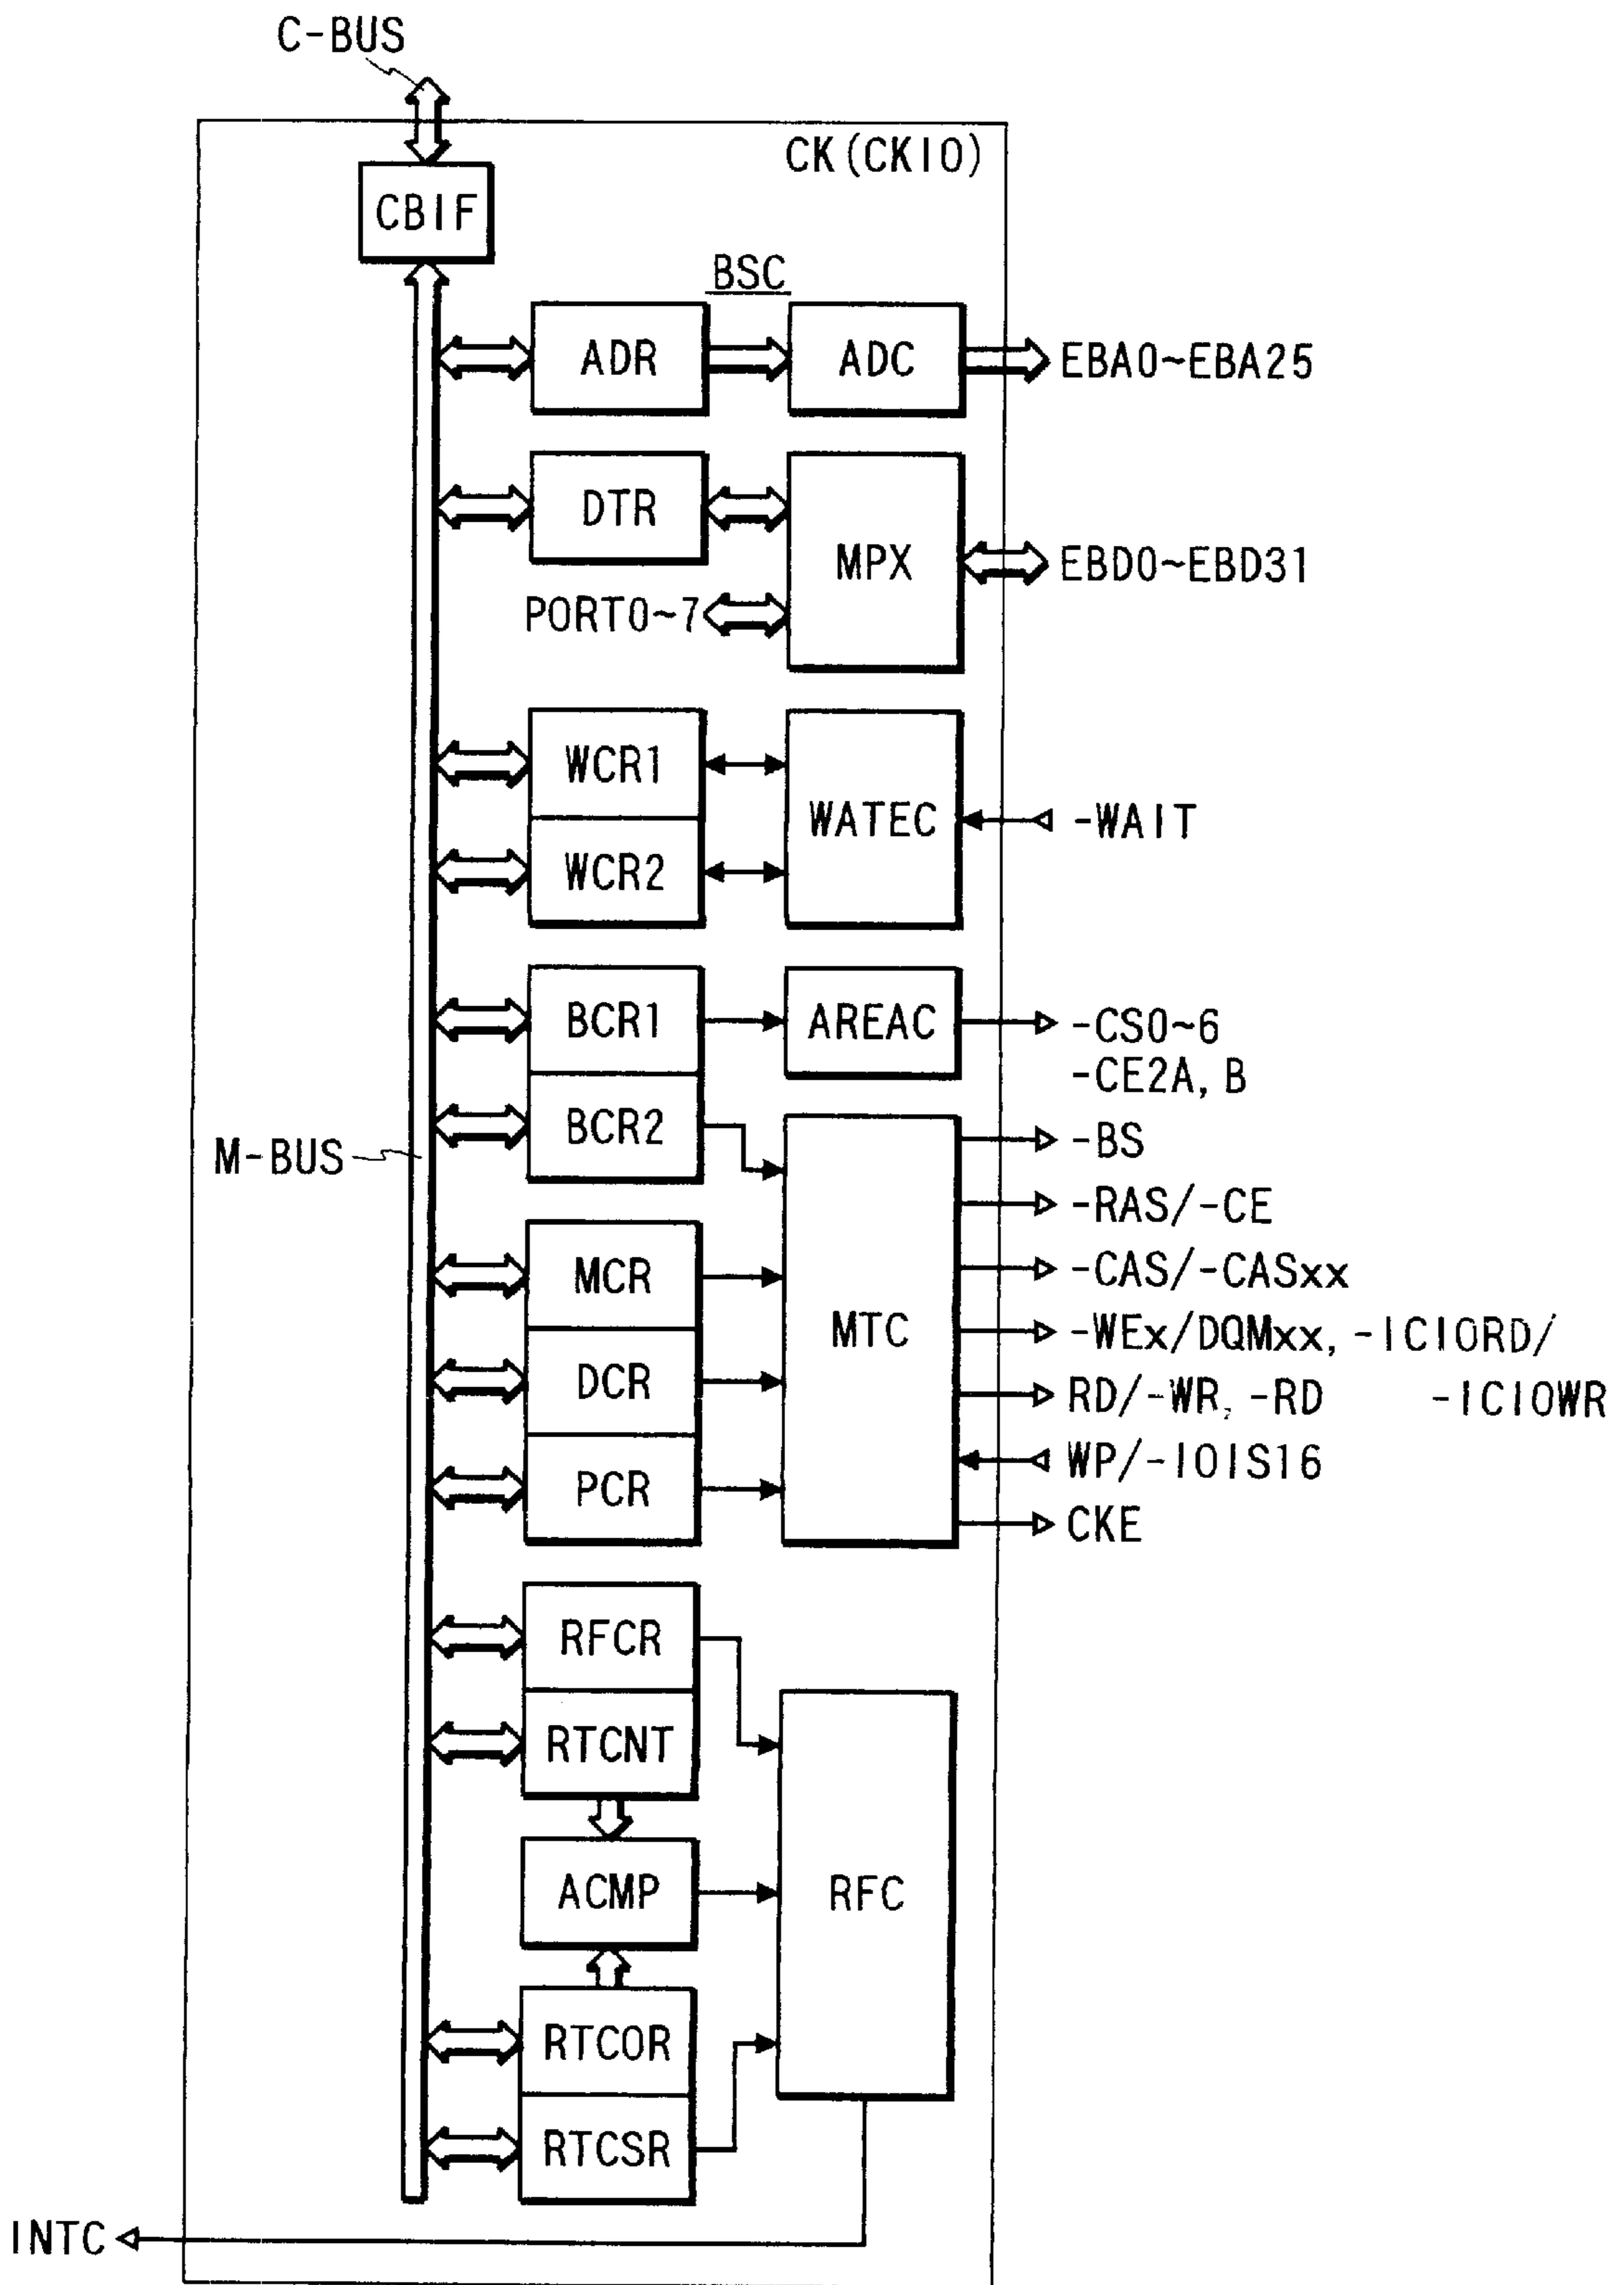 C-BUS
CK(CKIO)
CBIF
BSC
ADR
ADC
EBA0~EBA25
DTR
MPX
EBD0~EBD31
PORT0~7
WCR1
WATEC
-WAIT
WCR2
BCR1
AREAC
-CS0~6
-CE2A, B
BCR2
-BS
M-BUS
-RAS/-CE
MCR
-CAS/-CASxx
MTC
-WEx/DQMxx, -ICIORD/
DCR
RD/-WR, -RD
-ICIOWR
PCR
WP/-IOIS16
CKE
RFCR
RTCNT
ACMP
RFC
RTCOR
RTCSR
INTC